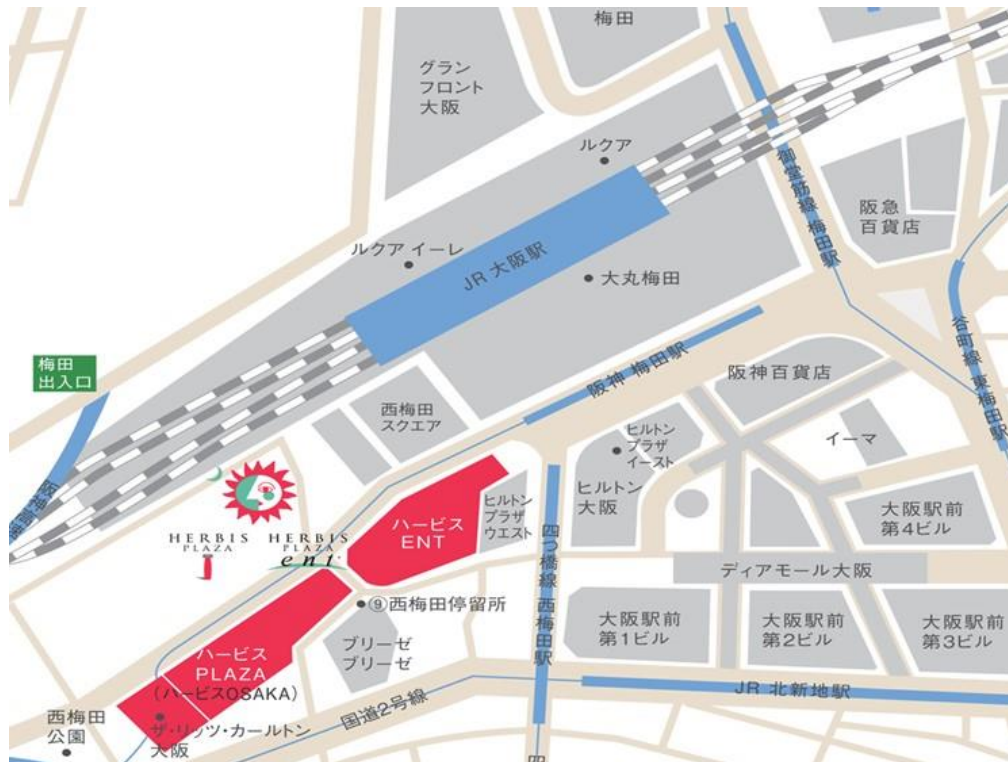 梅田
グラン
フロント
大阪
ルクア
御堂筋線 梅田駅
阪急
百貨店
ルクア イーレ
JR 大阪駅
大丸梅田
谷町線 東梅田駅
梅田
出入口
阪神 梅田駅
阪神百貨店
西梅田
スクエア
ヒルトン
プラザ
イースト
イーマ
阪神高速
ヒルトン
大阪
ヒルトン
プラザ
ウエスト
大阪駅前
第4ビル
HERBIS
PLAZA
HERBIS
PLAZA
ent
ハービス
ENT
四つ橋線 西梅田駅
ディアモール大阪
⑨西梅田停留所
ブリーゼ
ブリーゼ
大阪駅前
第1ビル
大阪駅前
第2ビル
大阪駅前
第3ビル
ハービス
PLAZA
(ハービスOSAKA)
国道2号線
JR 北新地駅
西梅田
公園
ザ・リッツ・カールトン
大阪
四